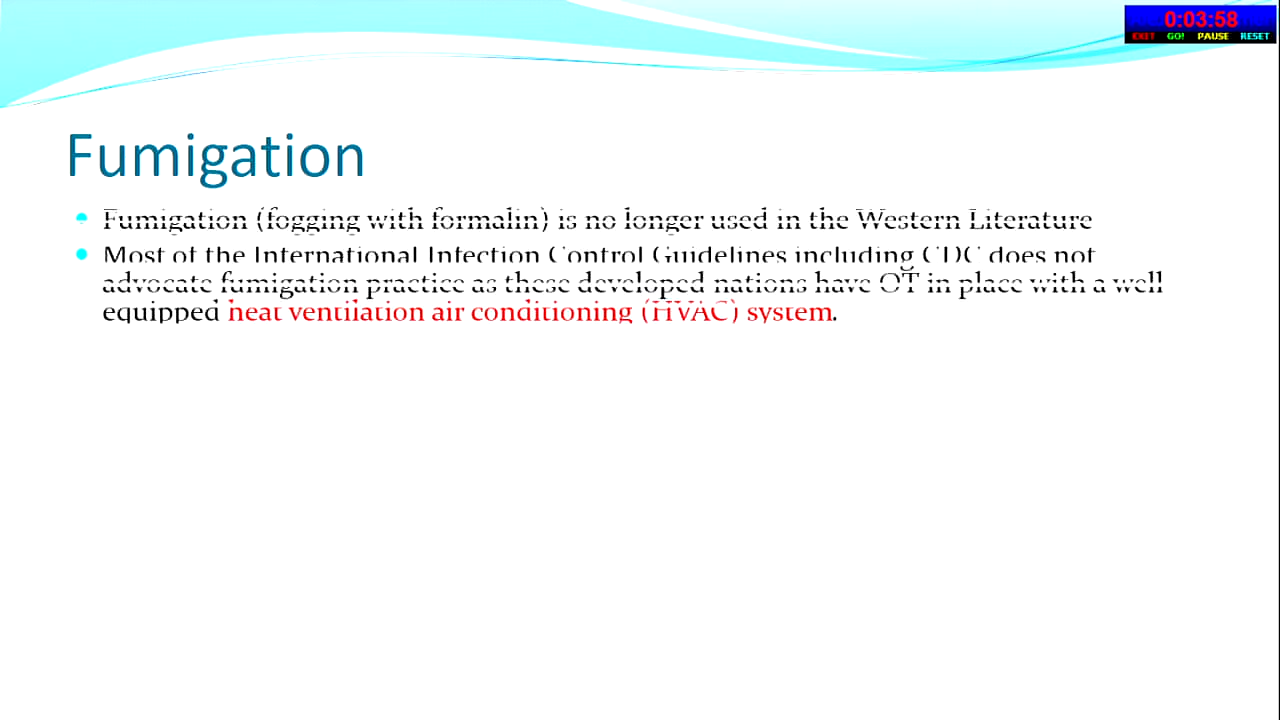 0:03:58
EXIT GO! PAUSE RESET
Fumigation
Fumigation (fogging with formalin) is no longer used in the Western Literature
Most of the International Infection Control Guidelines including CDC does not
advocate fumigation practice as these developed nations have OT in place with a well
equipped heat ventilation air conditioning (HVAC) system.